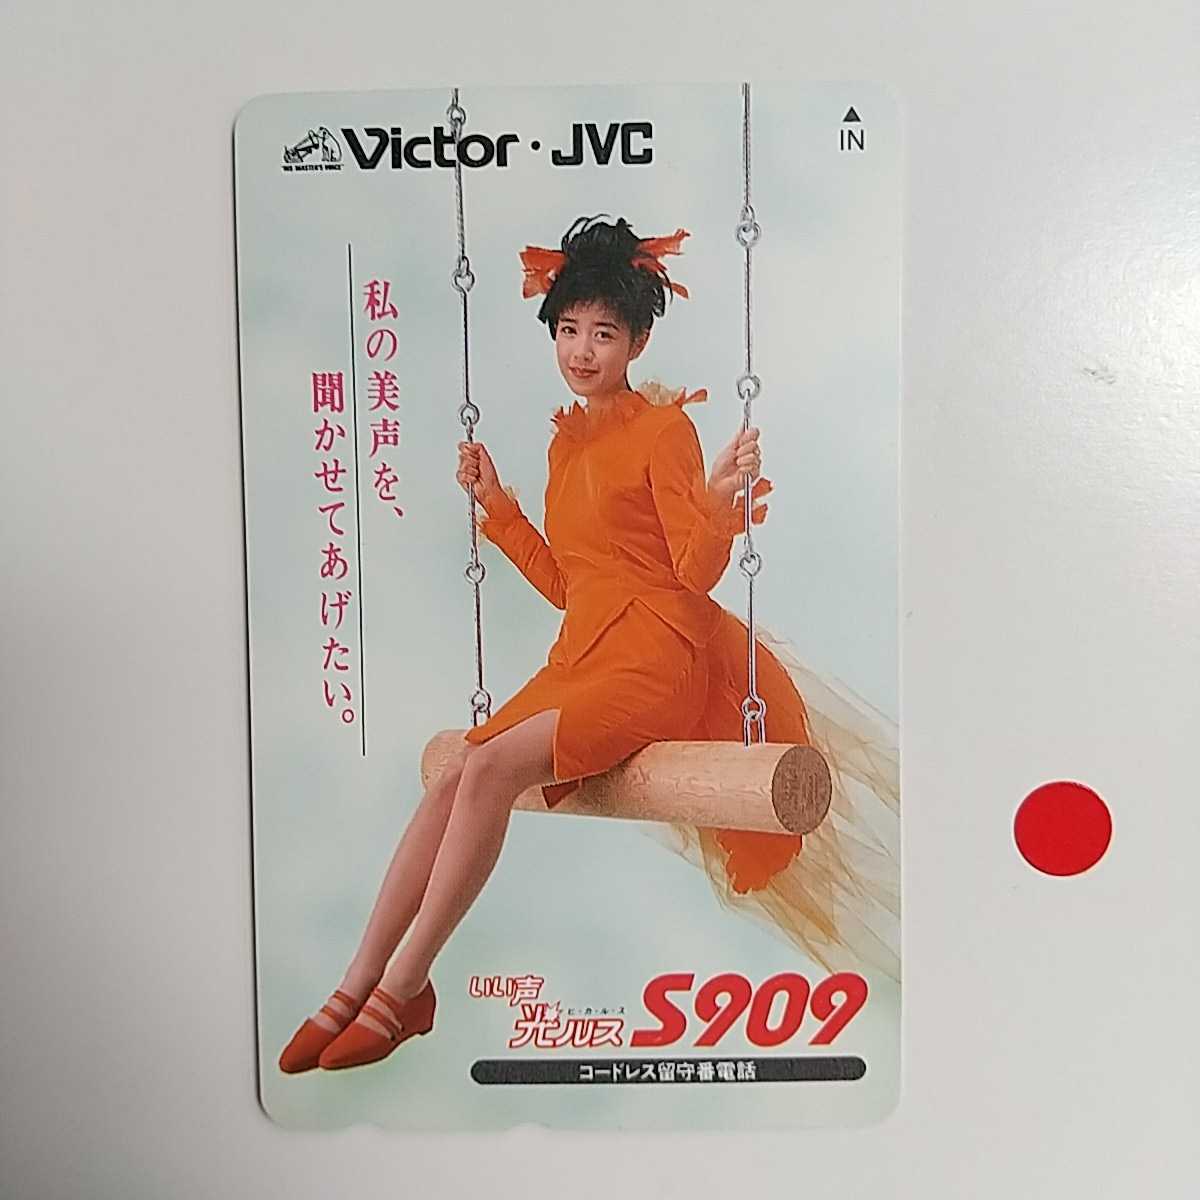 Victor・JVC
"HIS MASTER'S VOICE"
IN
私の美声を、
聞かせてあげたい。
いい声
ピ・カ・ル・ス
光ルス
S909
コードレス留守番電話